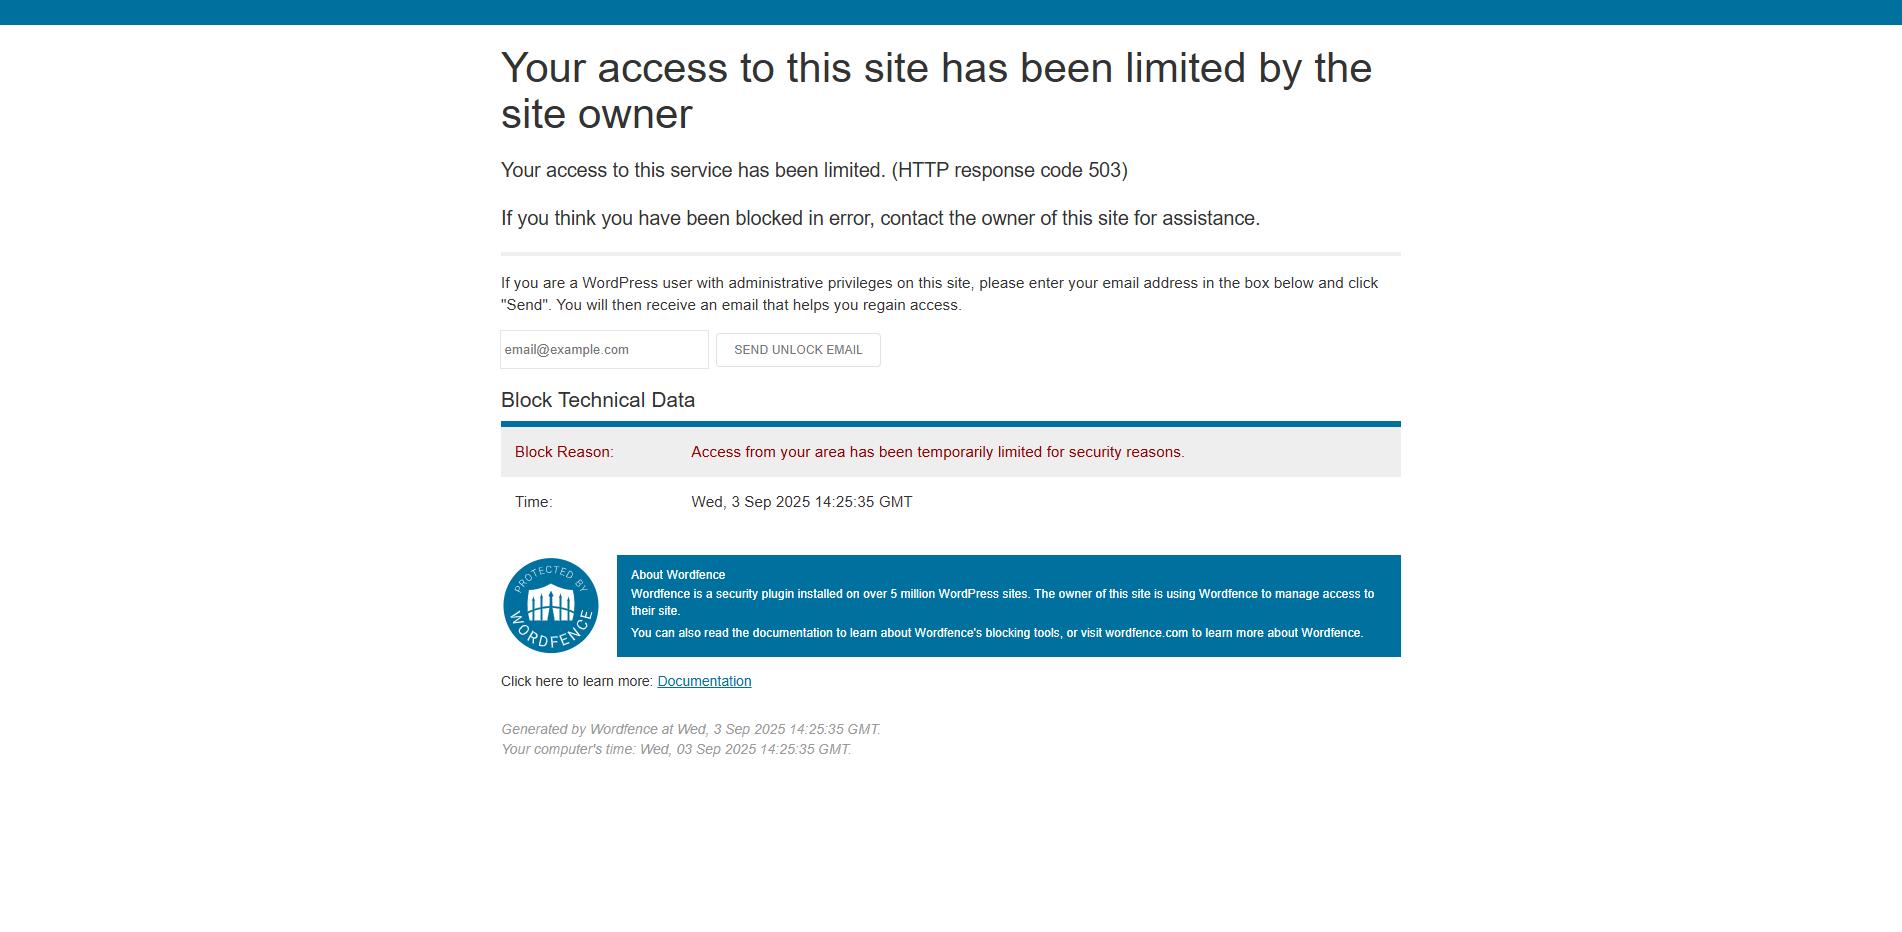 Your access to this site has been limited by the
site owner
Your access to this service has been limited. (HTTP response code 503)
If you think you have been blocked in error, contact the owner of this site for assistance.
If you are a WordPress user with administrative privileges on this site, please enter your email address in the box below and click
"Send". You will then receive an email that helps you regain access.
email@example.com SEND UNLOCK EMAIL
Block Technical Data
Block Reason: Access from your area has been temporarily limited for security reasons.
Time: Wed, 3 Sep 2025 14:25:35 GMT
PROTECTED BY
WORDFENCE
About Wordfence
Wordfence is a security plugin installed on over 5 million WordPress sites. The owner of this site is using Wordfence to manage access to
their site.
You can also read the documentation to learn about Wordfence's blocking tools, or visit wordfence.com to learn more about Wordfence.
Click here to learn more: Documentation
Generated by Wordfence at Wed, 3 Sep 2025 14:25:35 GMT.
Your computer's time: Wed, 03 Sep 2025 14:25:35 GMT.